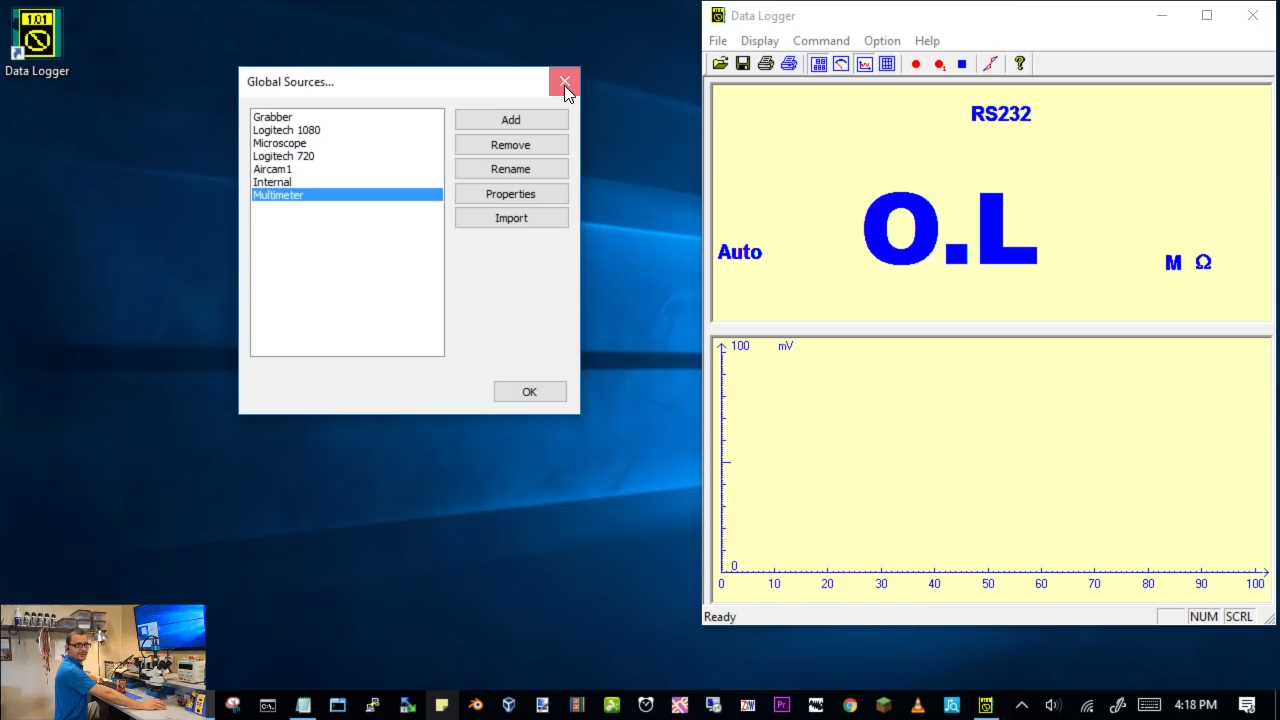 1.01
Data Logger
Global Sources...
Grabber
Logitech 1080
Microscope
Logitech 720
Aircam1
Internal
Multimeter
Add
Remove
Rename
Properties
Import
OK
Data Logger
File Display Command Option Help
RS232
O.L
Auto
M Ω
100 mV
0
0 10 20 30 40 50 60 70 80 90 100
Ready
NUM SCRL
C:\.
ZW
Pr
4:18 PM